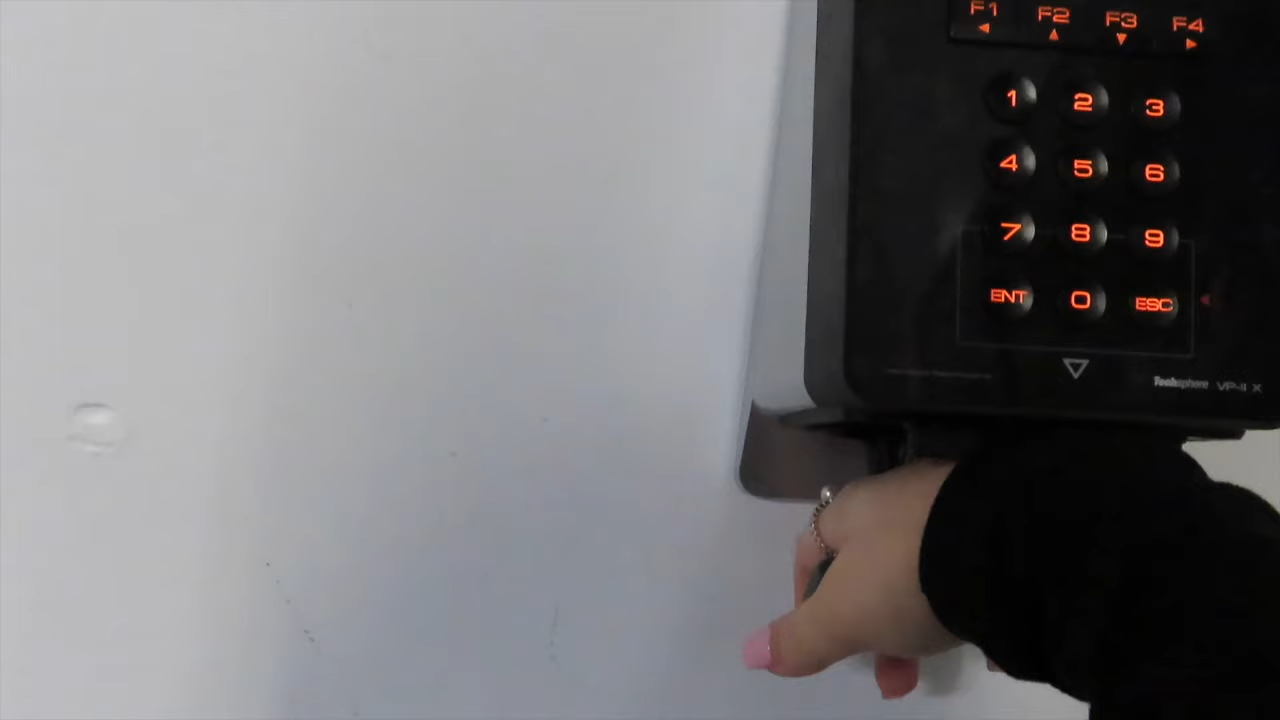 F1 F2 F3 F4
1 2 3
4 5 6
7 8 9
ENT 0 ESC
Techsphere VP-II X